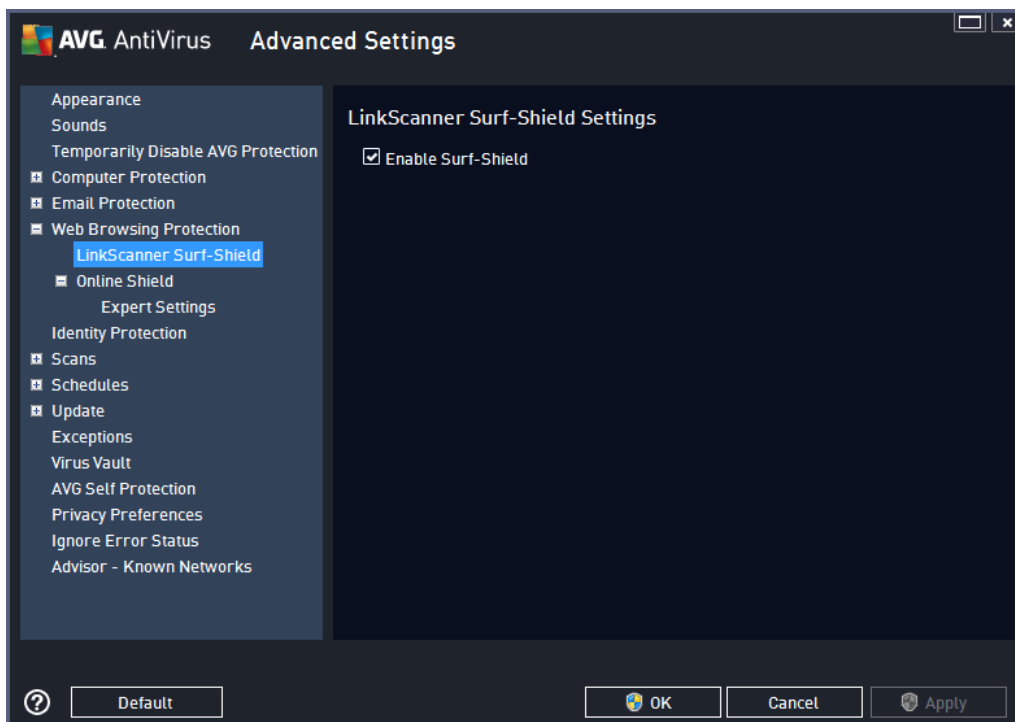 AVG. AntiVirus Advanced Settings
Appearance
Sounds
Temporarily Disable AVG Protection
Computer Protection
Email Protection
Web Browsing Protection
LinkScanner Surf-Shield
Online Shield
Expert Settings
Identity Protection
Scans
Schedules
Update
Exceptions
Virus Vault
AVG Self Protection
Privacy Preferences
Ignore Error Status
Advisor - Known Networks
LinkScanner Surf-Shield Settings
Enable Surf-Shield
? Default OK Cancel Apply